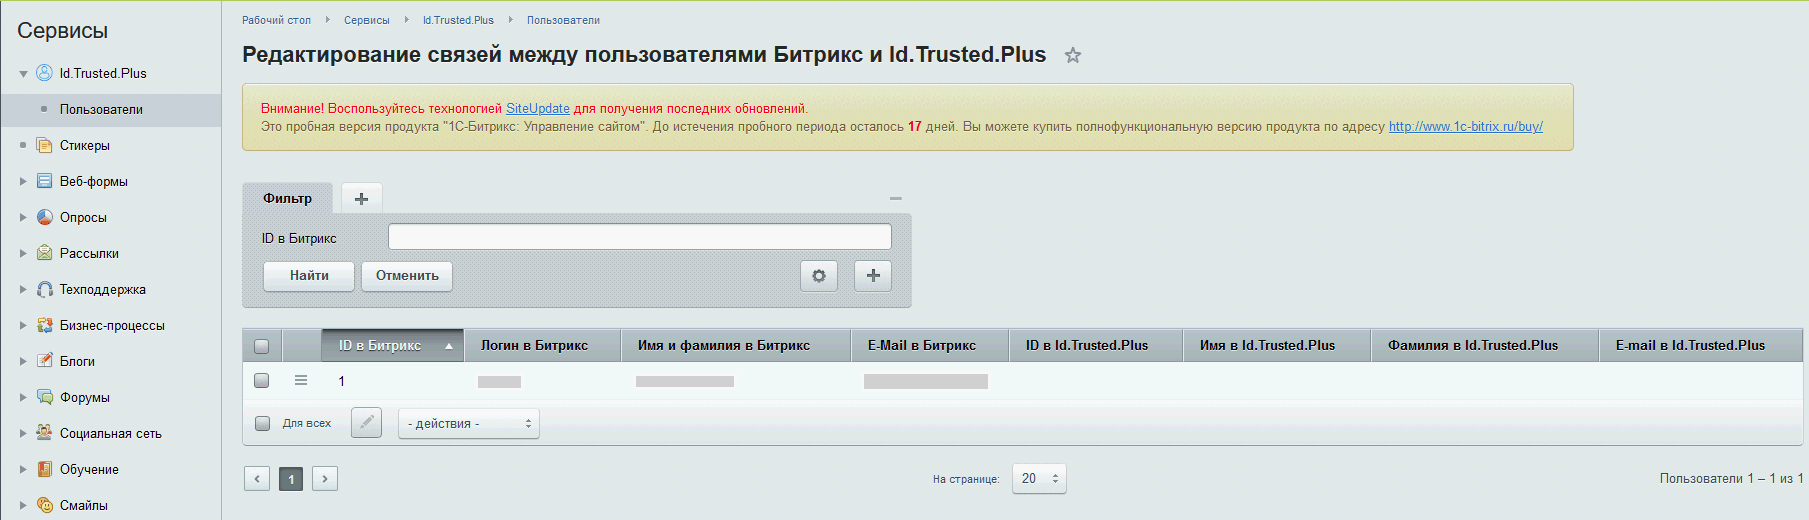 Сервисы
Id.Trusted.Plus
Пользователи
Стикеры
Веб-формы
Опросы
Рассылки
Техподдержка
Бизнес-процессы
Блоги
Форумы
Социальная сеть
Обучение
Смайлы
Рабочий стол Сервисы Id.Trusted.Plus Пользователи
Редактирование связей между пользователями Битрикс и Id.Trusted.Plus
Внимание! Воспользуйтесь технологией SiteUpdate для получения последних обновлений.
Это пробная версия продукта "1С-Битрикс: Управление сайтом". До истечения пробного периода осталось 17 дней. Вы можете купить полнофункциональную версию продукта по адресу http://www.1c-bitrix.ru/buy/
Фильтр
ID в Битрикс
Найти Отменить
ID в Битрикс Логин в Битрикс Имя и фамилия в Битрикс E-Mail в Битрикс ID в Id.Trusted.Plus Имя в Id.Trusted.Plus Фамилия в Id.Trusted.Plus E-mail в Id.Trusted.Plus
1
Для всех - действия -
1 На странице: 20 Пользователи 1 – 1 из 1